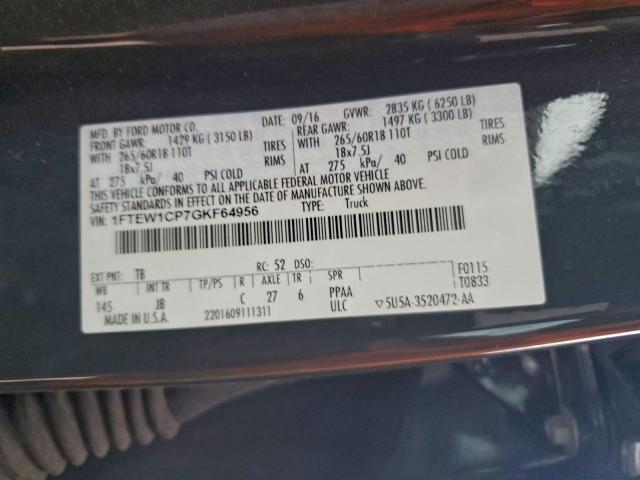 MFD. BY FORD MOTOR CO.
09/16 GVWR: 2835 KG ( 6250 LB)
FRONT GAWR: 1429 KG ( 3150 LB) REAR GAWR: 1497 KG ( 3300 LB)
WITH 265/60R18 110T TIRES WITH 265/60R18 110T TIRES
18x7.5J RIMS 18x7.5J RIMS
AT 275 kPa/ 40 PSI COLD AT 275 kPa/ 40 PSI COLD
THIS VEHICLE CONFORMS TO ALL APPLICABLE FEDERAL MOTOR VEHICLE
SAFETY STANDARDS IN EFFECT ON THE DATE OF MANUFACTURE SHOWN ABOVE.
VIN: 1FTEW1CP7GKF64956 TYPE: Truck
EXT PNT: TB RC: 52 DSO: F0115
WB INT TR TP/PS R AXLE TR SPR T0833
145 JB C 27 6 PPAA
MADE IN U.S.A. 2201609111311 ULC ▽5U5A-3520472-AA